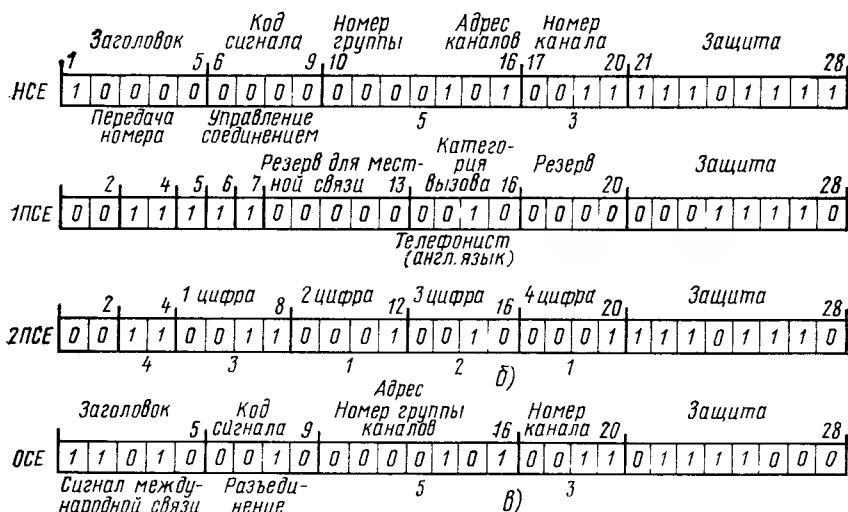 Код Номер Адрес Номер
Заголовок сигнала группы каналов канала Защита
1 5 6 9 10 16 17 20 21 28
НСЕ 1 0 0 0 0 0 0 0 0 0 0 0 0 1 0 1 0 0 1 1 1 1 1 0 1 1 1 1
Передача Управление 5 3
номера соединением
Резерв для мест- Катего-
ной связи рия
вызова Резерв Защита
2 4 5 6 7 13 16 20 28
1ПСЕ 0 0 1 1 1 1 1 0 0 0 0 0 0 0 1 0 0 0 0 0 0 0 0 1 1 1 1 0
Телефонист
(англ. язык)
1 цифра 2 цифра 3 цифра 4 цифра Защита
2 4 8 12 16 20 28
2ПСЕ 0 0 1 1 0 0 1 1 0 0 0 1 0 0 1 0 0 0 0 1 1 1 1 0 1 1 1 0
4 3 1 2 1
б)
Адрес
Заголовок Код Номер группы Номер Защита
5 сигнала 9 каналов 16 канала 20 28
ОСЕ 1 1 0 1 0 0 0 1 0 0 0 0 0 1 0 1 0 0 1 1 0 1 1 1 1 0 0 0
Сигнал между- Разъеди- 5 3
народной связи нение в)